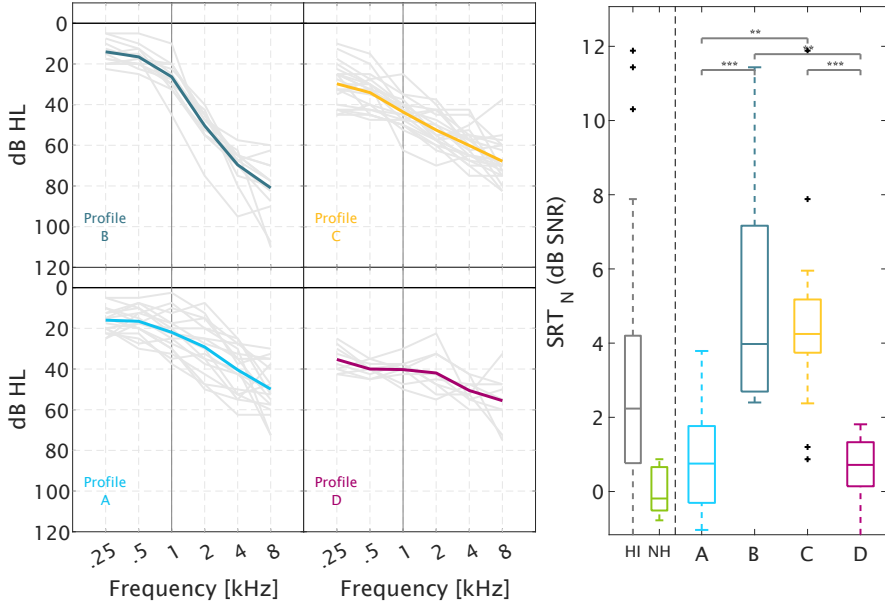 0
20
40
60
80
100
120
dB HL
Profile
B
Profile
C
0
20
40
60
80
100
120
dB HL
Profile
A
Profile
D
.25 .5 1 2 4 8
.25 .5 1 2 4 8
Frequency [kHz]
Frequency [kHz]
12
10
8
6
4
2
0
SRT N (dB SNR)
**
**
***
***
HI NH A B C D